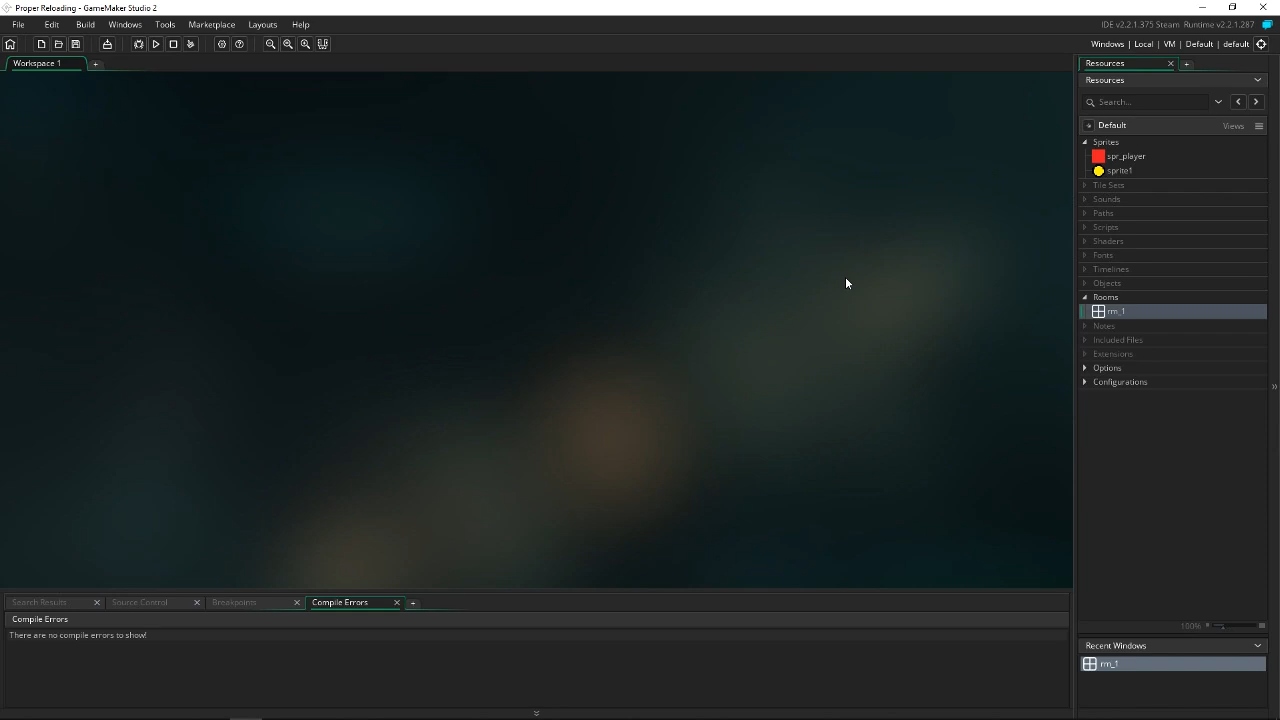 Proper Reloading - GameMaker Studio 2
File Edit Build Windows Tools Marketplace Layouts Help
IDE v2.2.1.375 Steam Runtime v2.2.1.287
Windows | Local | VM | Default | default
Workspace 1
Resources
Resources
Search...
Default Views
Sprites
spr_player
sprite1
Tile Sets
Sounds
Paths
Scripts
Shaders
Fonts
Timelines
Objects
Rooms
rm_1
Notes
Included Files
Extensions
Options
Configurations
100%
Recent Windows
rm_1
Search Results Source Control Breakpoints Compile Errors
Compile Errors
There are no compile errors to show!